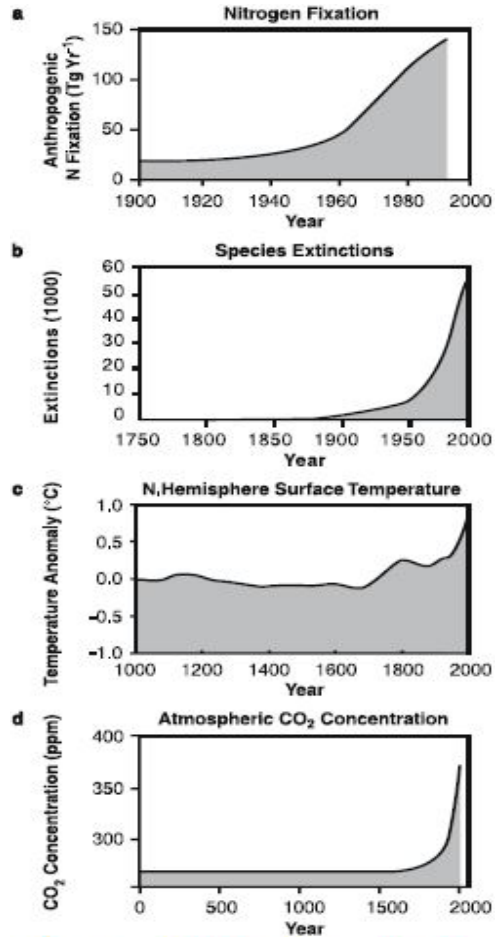 a
Nitrogen Fixation
Anthropogenic
N Fixation (Tg Yr⁻¹)
150
100
50
0
1900 1920 1940 1960 1980 2000
Year
b
Species Extinctions
Extinctions (1000)
60
50
40
30
20
10
0
1750 1800 1850 1900 1950 2000
Year
c
N,Hemisphere Surface Temperature
Temperature Anomaly (°C)
1.0
0.5
0.0
-0.5
-1.0
1000 1200 1400 1600 1800 2000
Year
d
Atmospheric CO₂ Concentration
CO₂ Concentration (ppm)
400
350
300
0 500 1000 1500 2000
Year